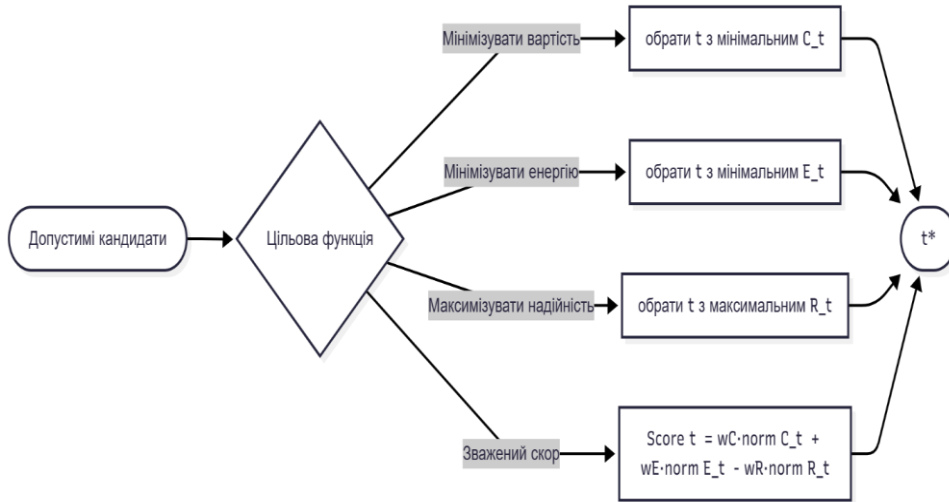 Допустимі кандидати
Цільова функція
Мінімізувати вартість
обрати t з мінімальним C_t
Мінімізувати енергію
обрати t з мінімальним E_t
Максимізувати надійність
обрати t з максимальним R_t
Зважений скор
Score t = wC·norm C_t +
wE·norm E_t - wR·norm R_t
t*